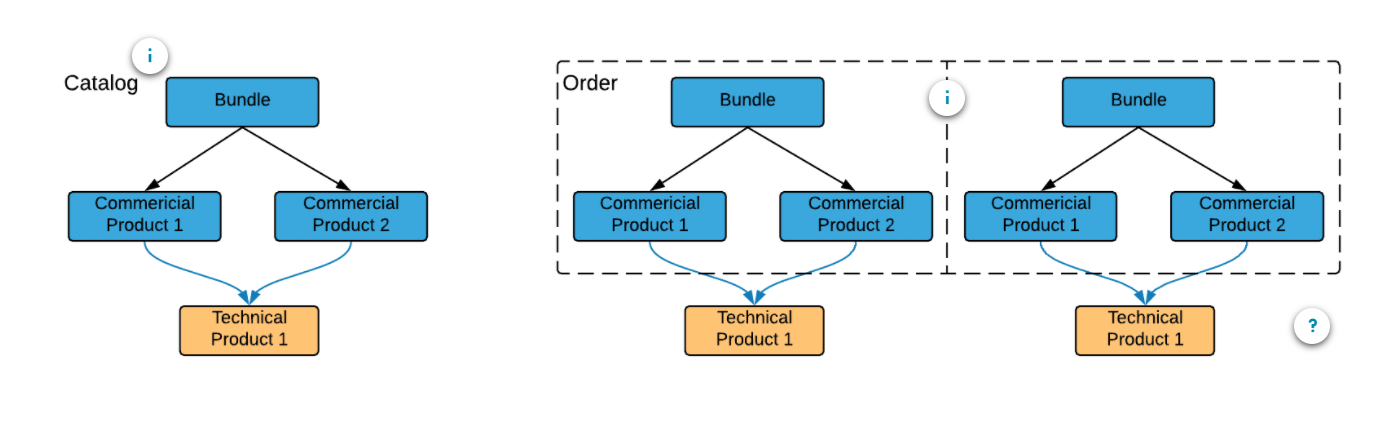 i
Catalog
Bundle
Commericial
Product 1
Commercial
Product 2
Technical
Product 1
Order
Bundle
Commericial
Product 1
Commercial
Product 2
Technical
Product 1
i
Bundle
Commericial
Product 1
Commercial
Product 2
Technical
Product 1
?